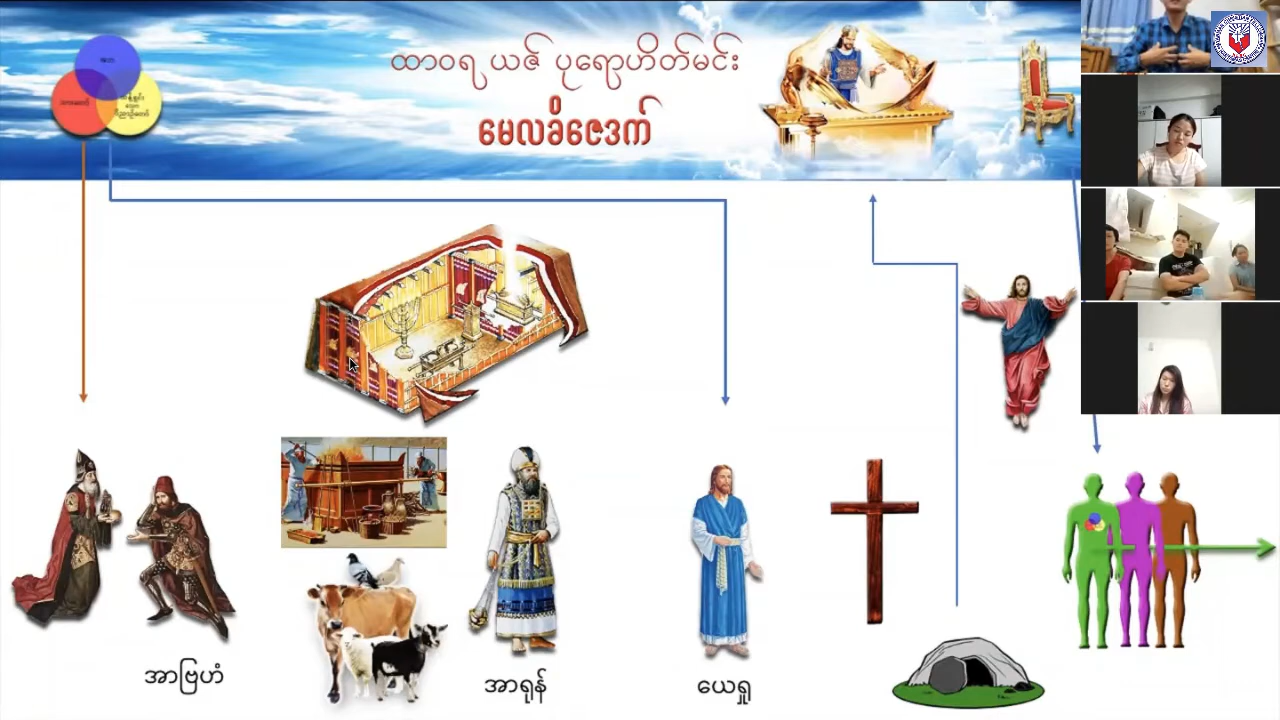 ထာဝရ ယဇ် ပုရောဟိတ်မင်း
မေလခိဇေဒက်
အာဗြဟံ
အာရုန်
ယေရှု